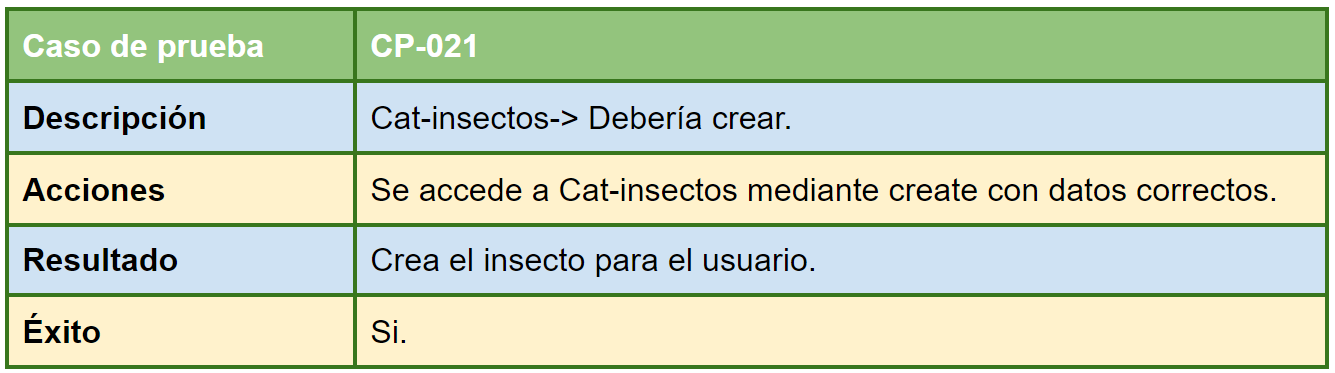 Caso de prueba CP-021
Descripción Cat-insectos-> Debería crear.
Acciones Se accede a Cat-insectos mediante create con datos correctos.
Resultado Crea el insecto para el usuario.
Éxito Si.